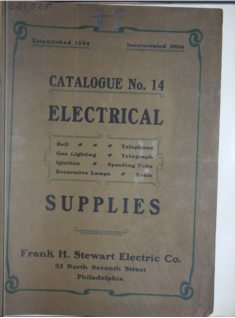 Established 1894
Incorporated 1904
CATALOGUE No. 14
ELECTRICAL
Bell Telephone
Gas Lighting Telegraph
Ignition Speaking Tube
Decorative Lamps Tools
SUPPLIES
Frank H. Stewart Electric Co.
35 North Seventh Street
Philadelphia